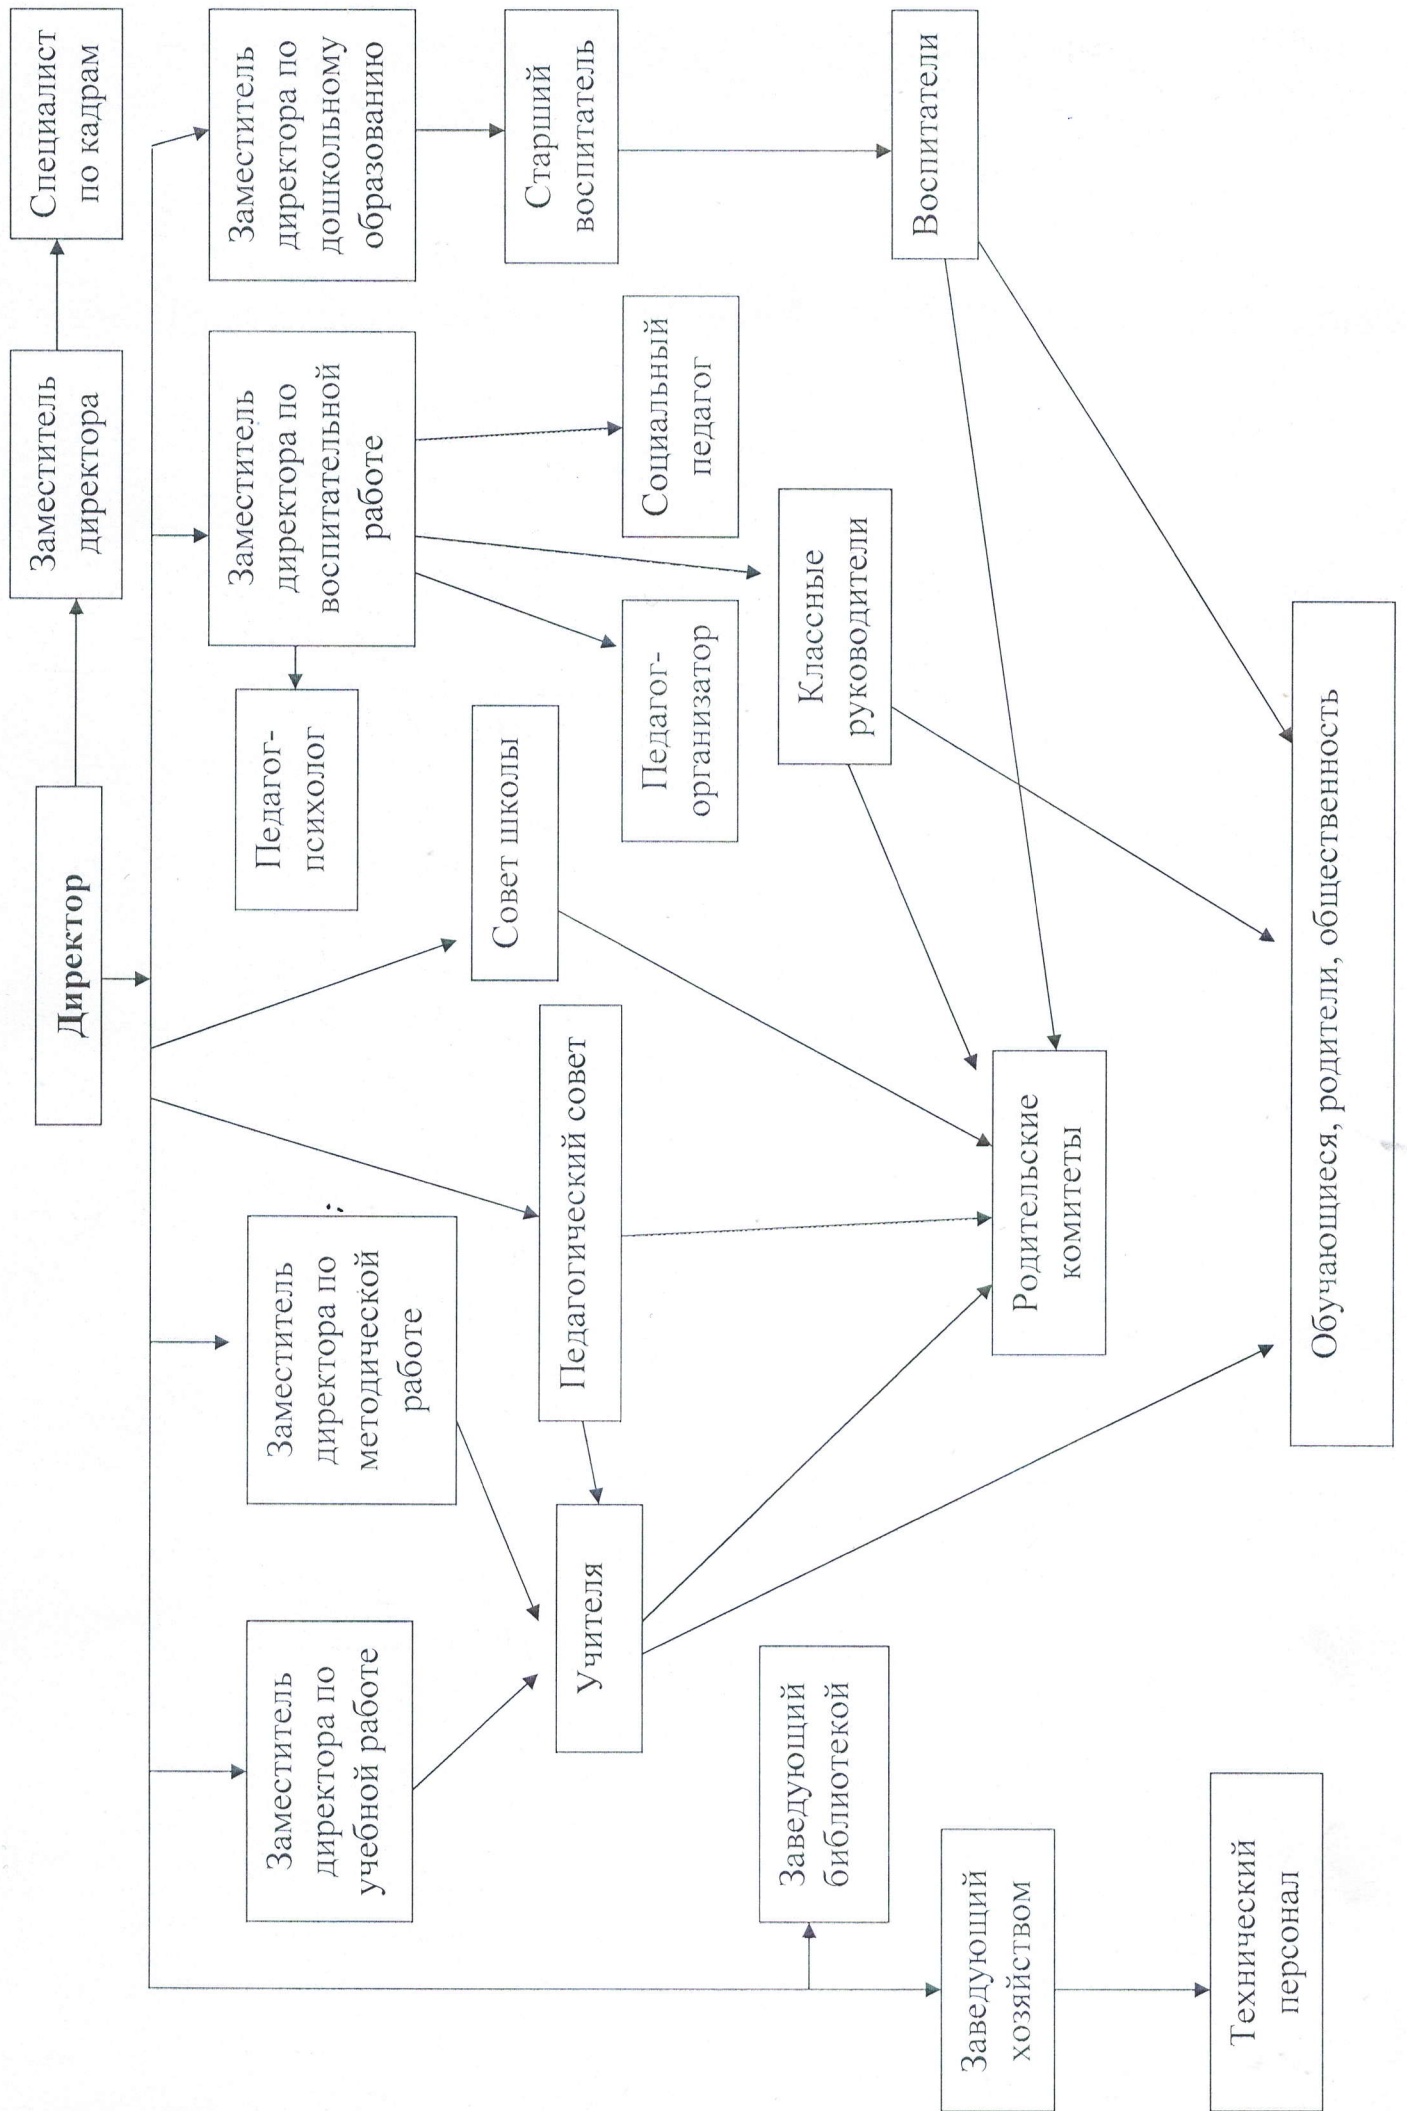 Директор
Заместитель
директора
Специалист
по кадрам
Заместитель
директора по
учебной работе
Заместитель
директора по
методической
работе
Педагог-
психолог
Заместитель
директора по
воспитательной
работе
Заместитель
директора по
дошкольному
образованию
Учителя
Педагогический совет
Совет школы
Педагог-
организатор
Социальный
педагог
Старший
воспитатель
Заведующий
библиотекой
Классные
руководители
Воспитатели
Заведующий
хозяйством
Родительские
комитеты
Технический
персонал
Обучающиеся, родители, общественность